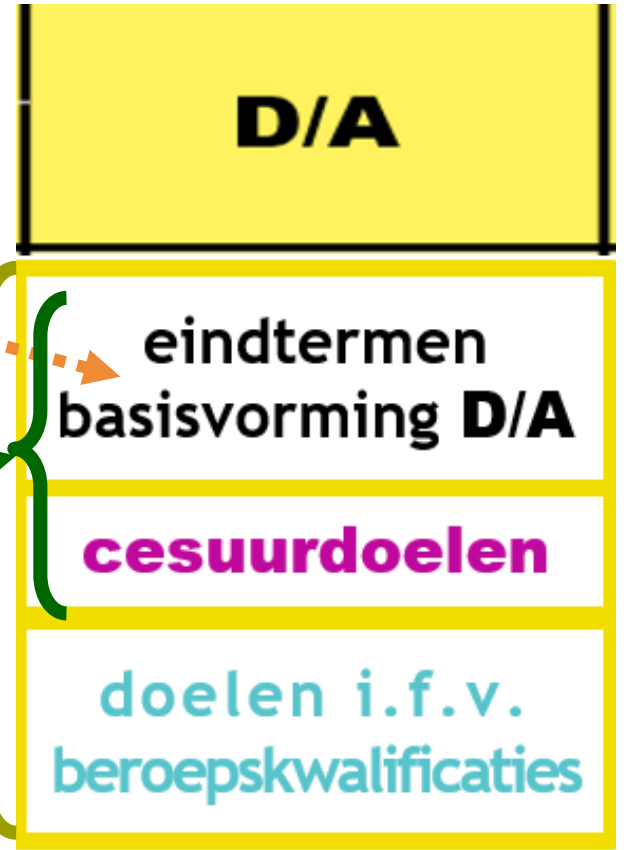 D/A
eindtermen
basisvorming D/A
cesuurdoelen
doelen i.f.v.
beroepskwalificaties